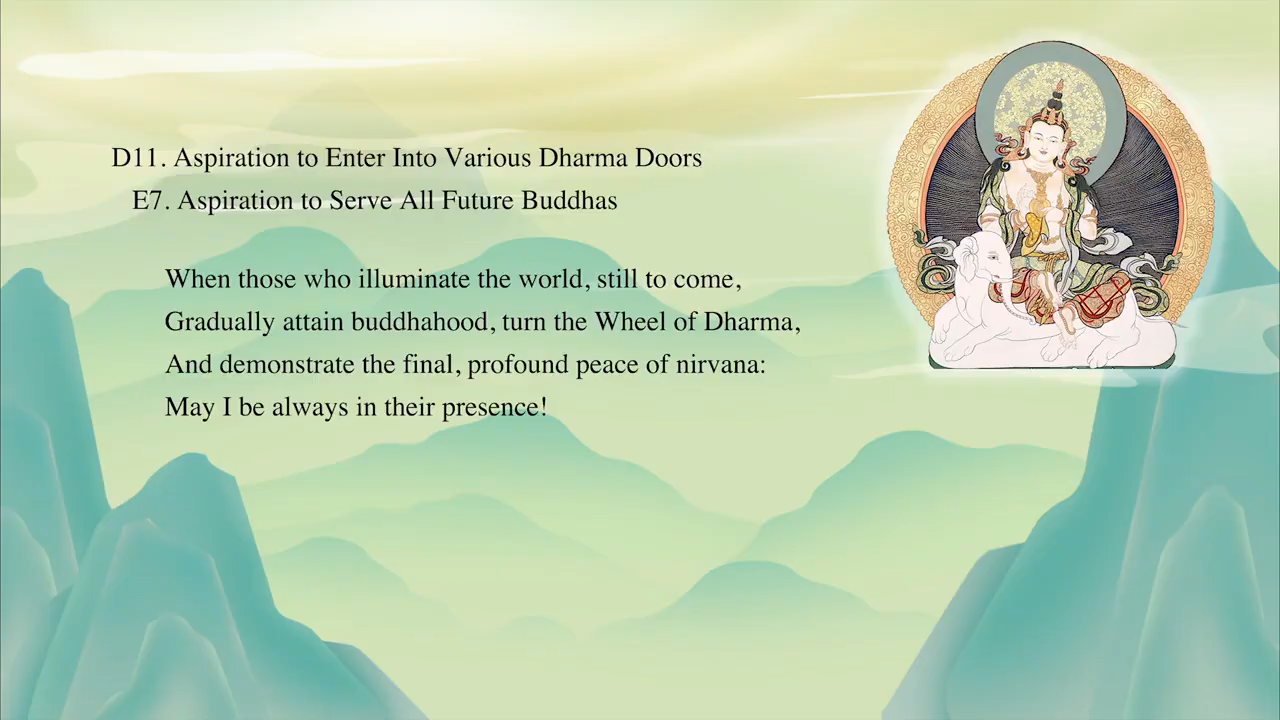 D11. Aspiration to Enter Into Various Dharma Doors
E7. Aspiration to Serve All Future Buddhas
When those who illuminate the world, still to come,
Gradually attain buddhahood, turn the Wheel of Dharma,
And demonstrate the final, profound peace of nirvana:
May I be always in their presence!